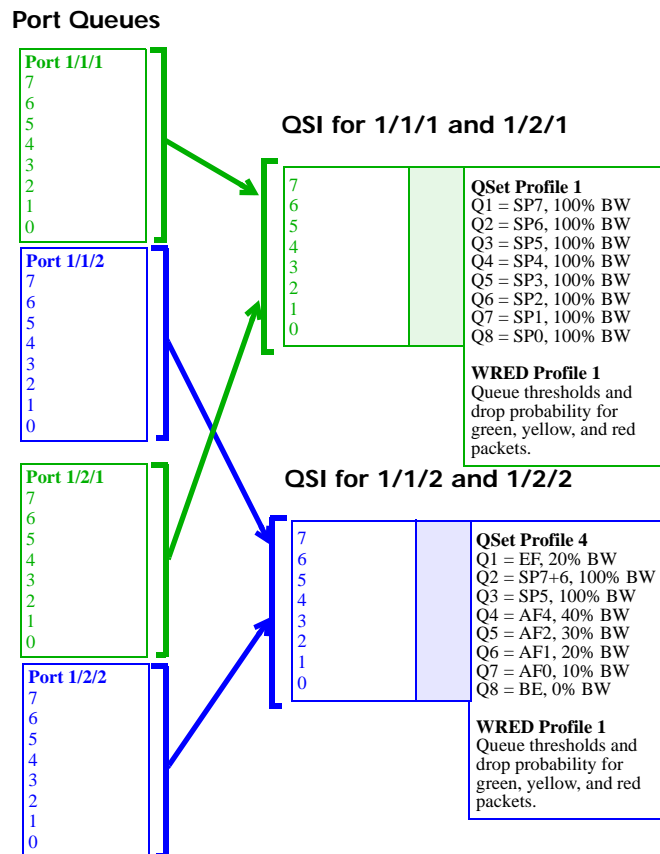 Port Queues
Port 1/1/1
7
6
5
4
3
2
1
0
Port 1/1/2
7
6
5
4
3
2
1
0
Port 1/2/1
7
6
5
4
3
2
1
0
Port 1/2/2
7
6
5
4
3
2
1
0
QSI for 1/1/1 and 1/2/1
7
6
5
4
3
2
1
0
QSet Profile 1
Q1 = SP7, 100% BW
Q2 = SP6, 100% BW
Q3 = SP5, 100% BW
Q4 = SP4, 100% BW
Q5 = SP3, 100% BW
Q6 = SP2, 100% BW
Q7 = SP1, 100% BW
Q8 = SP0, 100% BW
WRED Profile 1
Queue thresholds and
drop probability for
green, yellow, and red
packets.
QSI for 1/1/2 and 1/2/2
7
6
5
4
3
2
1
0
QSet Profile 4
Q1 = EF, 20% BW
Q2 = SP7+6, 100% BW
Q3 = SP5, 100% BW
Q4 = AF4, 40% BW
Q5 = AF2, 30% BW
Q6 = AF1, 20% BW
Q7 = AF0, 10% BW
Q8 = BE, 0% BW
WRED Profile 1
Queue thresholds and
drop probability for
green, yellow, and red
packets.